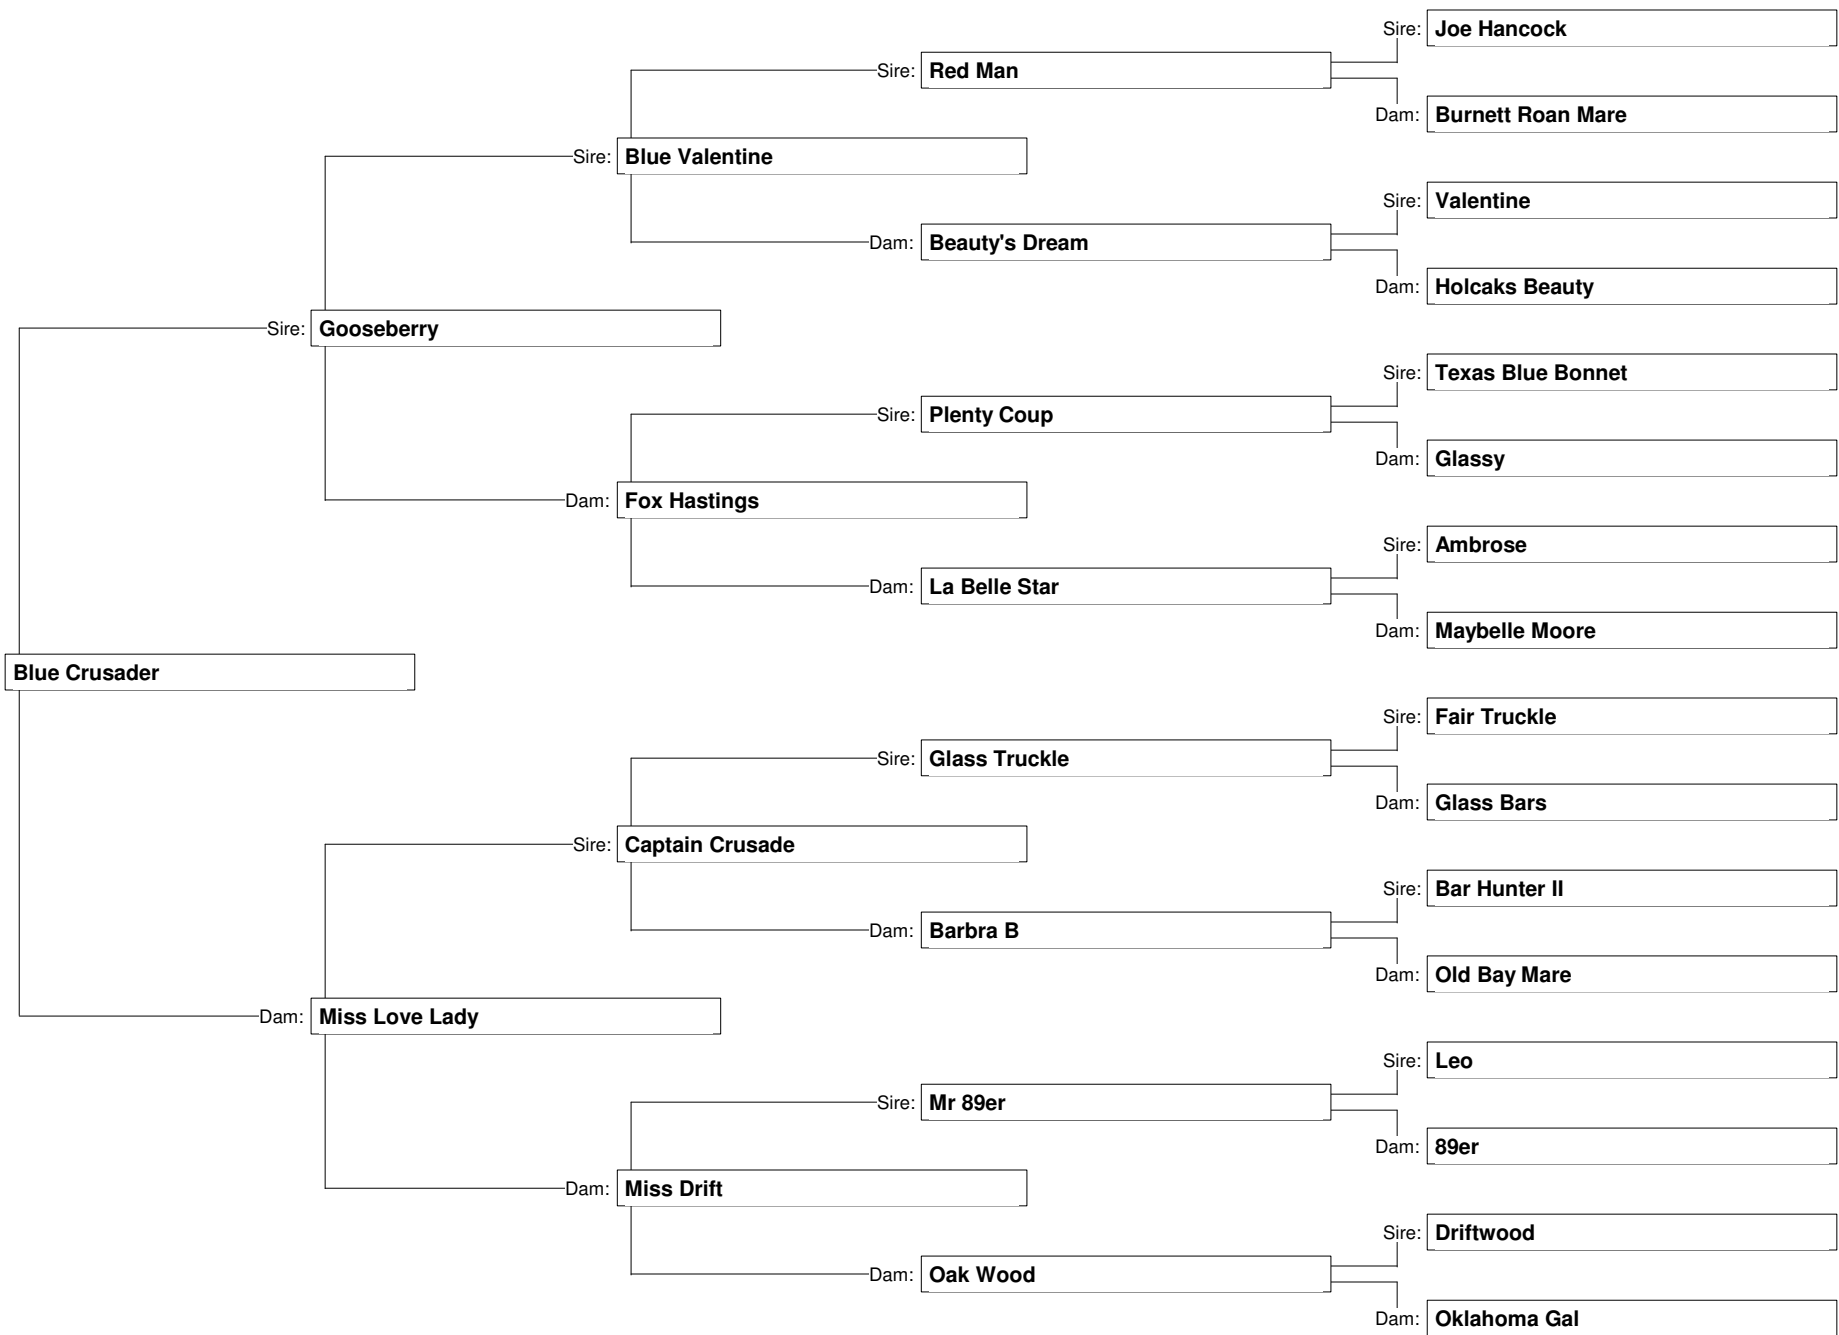 Sire: Joe Hancock
Sire: Red Man
Dam: Burnett Roan Mare
Sire: Blue Valentine
Sire: Valentine
Dam: Beauty's Dream
Dam: Holcaks Beauty
Sire: Gooseberry
Sire: Texas Blue Bonnet
Sire: Plenty Coup
Dam: Glassy
Dam: Fox Hastings
Sire: Ambrose
Dam: La Belle Star
Dam: Maybelle Moore
Blue Crusader
Sire: Fair Truckle
Sire: Glass Truckle
Dam: Glass Bars
Sire: Captain Crusade
Sire: Bar Hunter II
Dam: Barbra B
Dam: Old Bay Mare
Dam: Miss Love Lady
Sire: Leo
Sire: Mr 89er
Dam: 89er
Dam: Miss Drift
Sire: Driftwood
Dam: Oak Wood
Dam: Oklahoma Gal